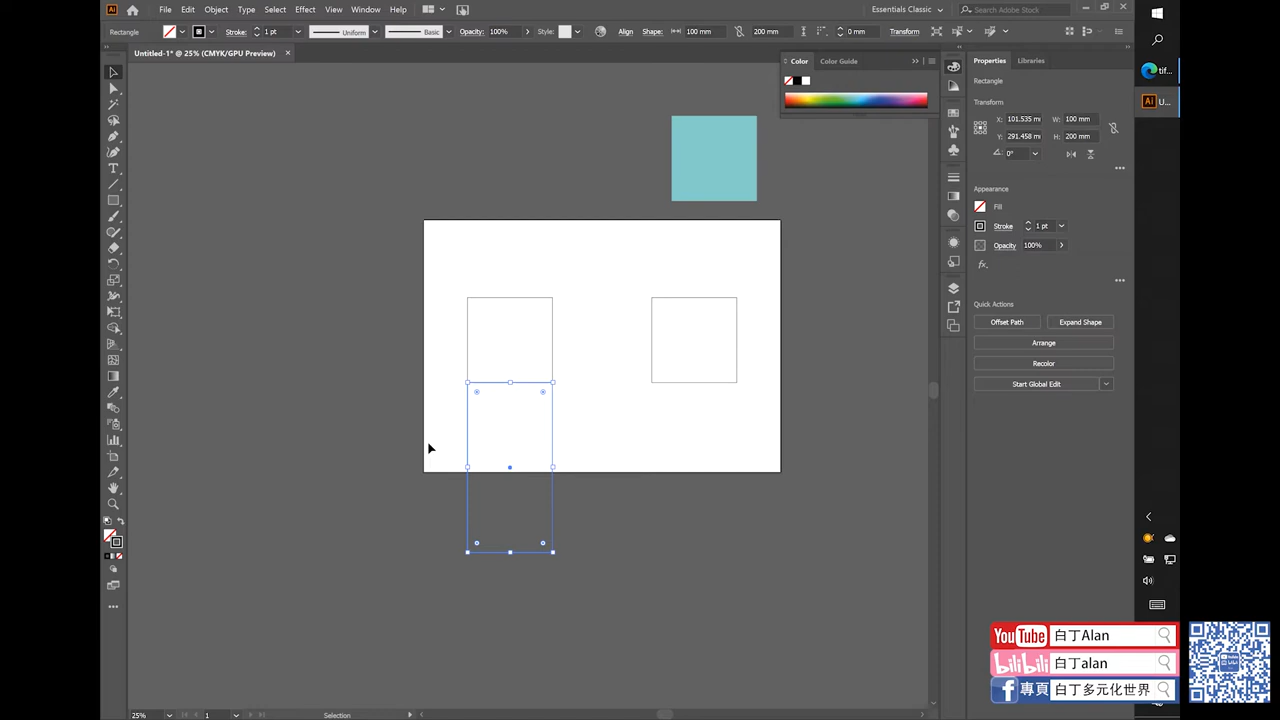 Ai File Edit Object Type Select Effect View Window Help Essentials Classic Search Adobe Stock
Rectangle Stroke: 1 pt Uniform Basic Opacity: 100% Style: Align Shape: 100 mm 200 mm 0 mm Transform
Untitled-1* @ 25% (CMYK/GPU Preview)
Color Color Guide
Properties Libraries
Rectangle
Transform
X: 101.535 W: 100 mm
Y: 291.458 H: 200 mm
0°
Appearance
Fill
Stroke 1 pt
Opacity 100%
fx.
Quick Actions
Offset Path Expand Shape
Arrange
Recolor
Start Global Edit
tif...
Ai U...
25% 1 Selection
YouTube 白丁Alan
bilibili 白丁alan
f 專頁 白丁多元化世界